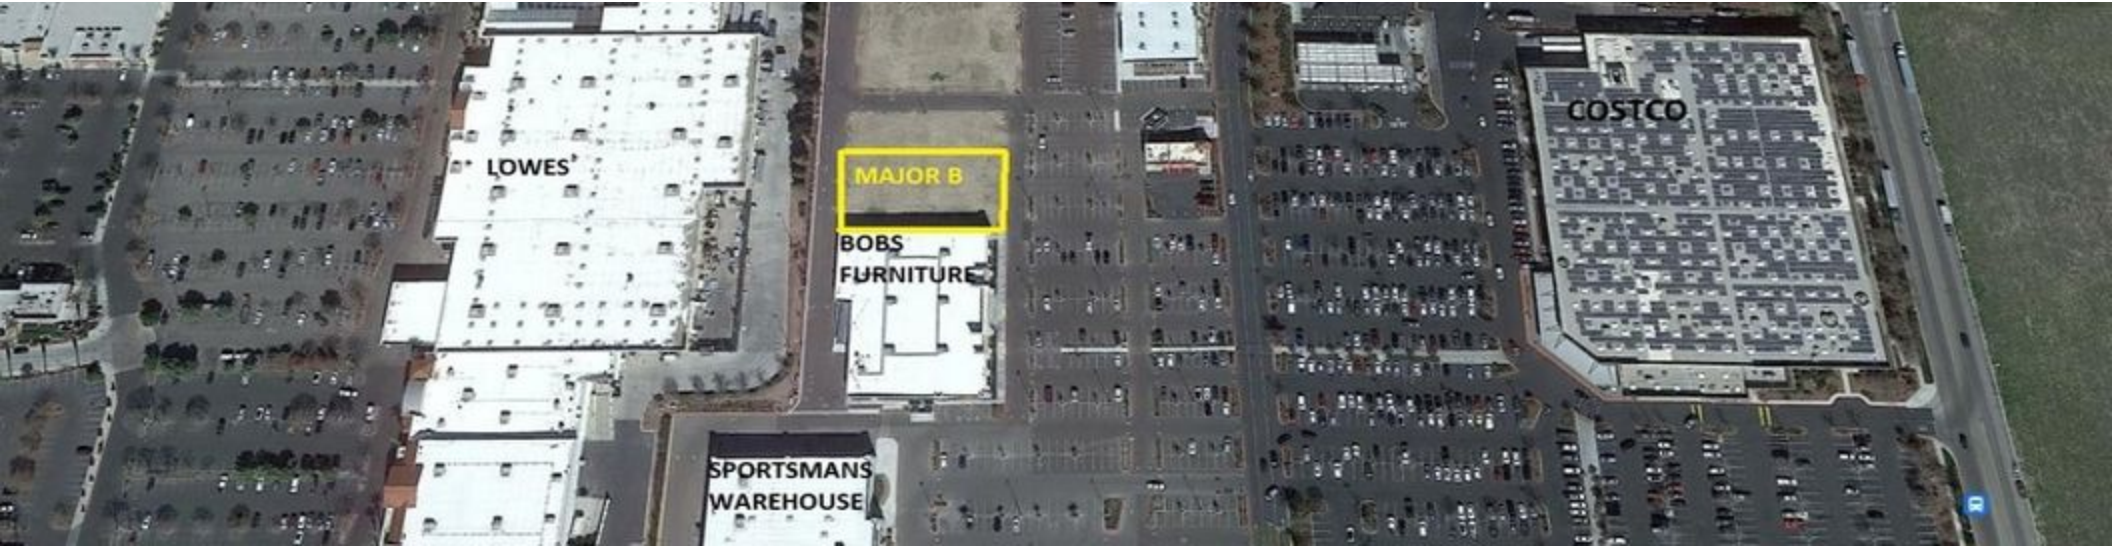 LOWES'
MAJOR B
COSTCO
BOBS
FURNITURE
SPORTSMANS
WAREHOUSE